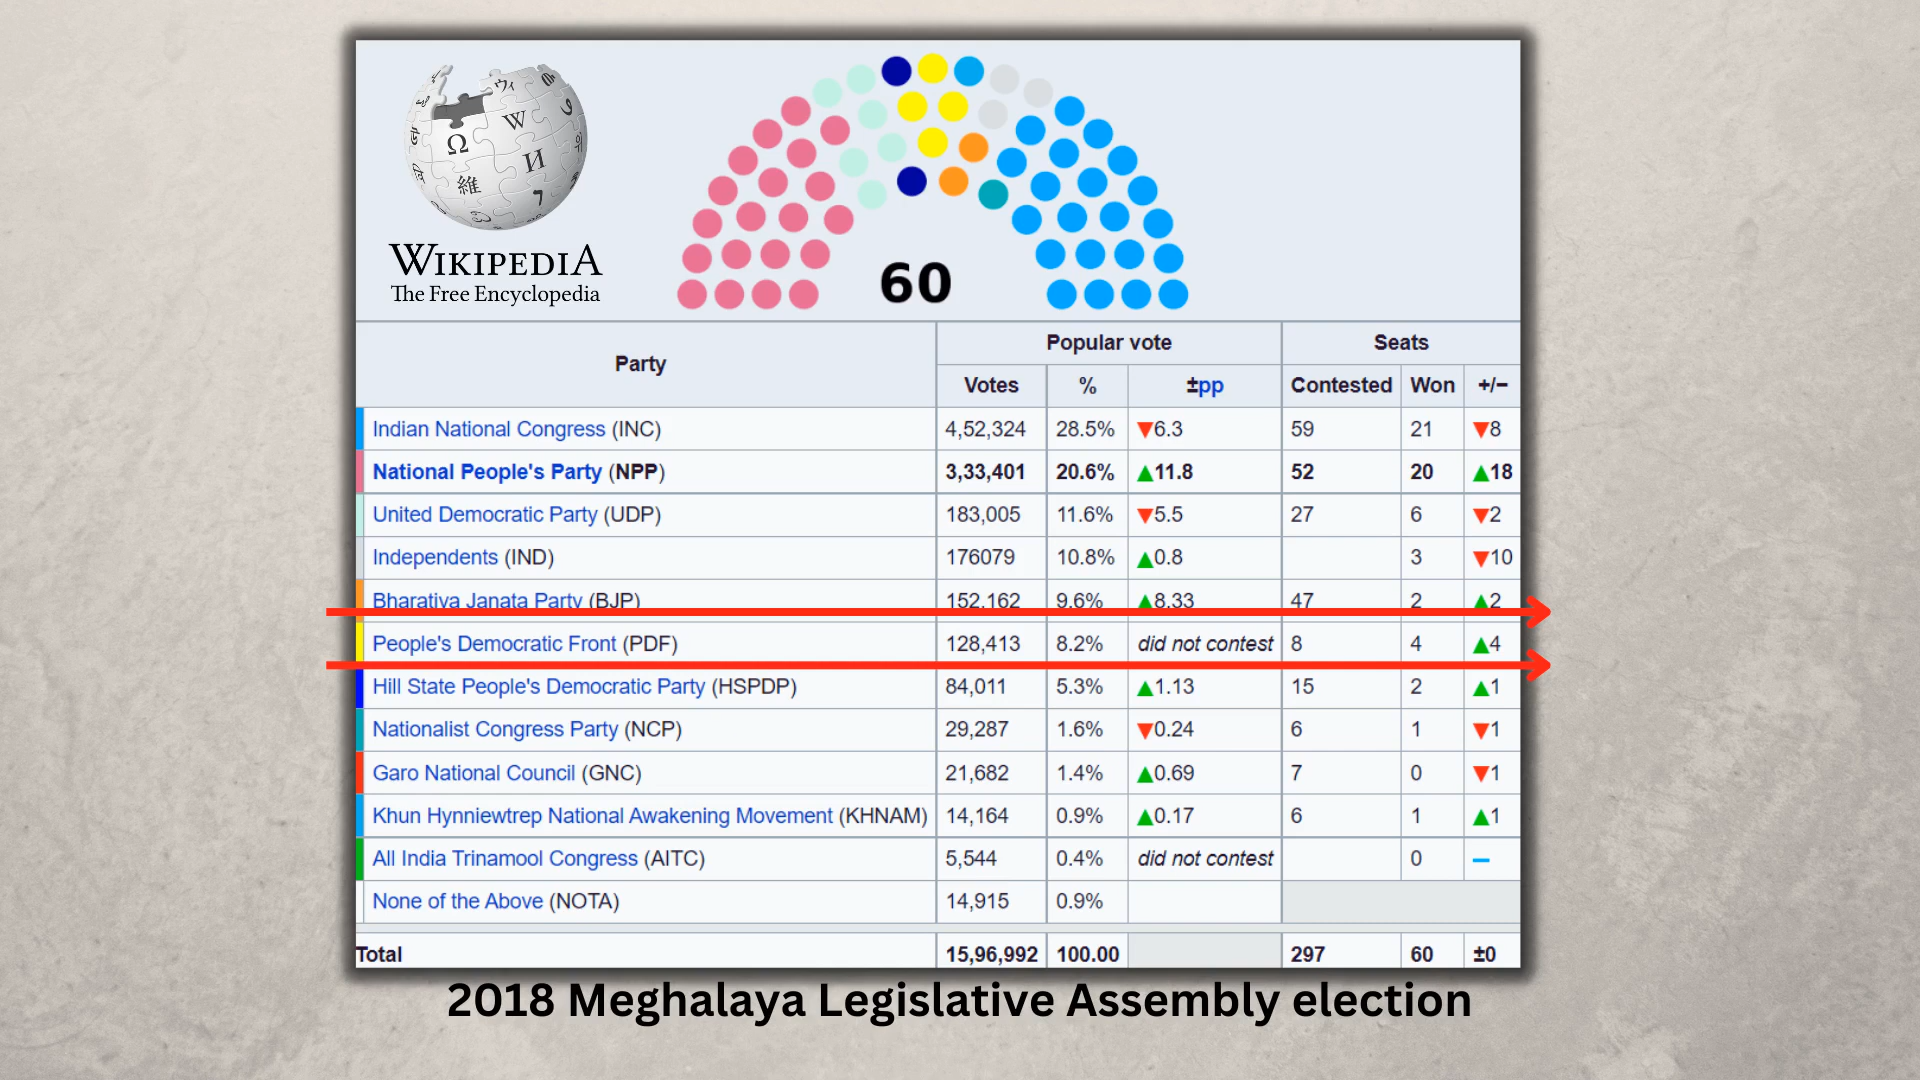 WIKIPEDIA
The Free Encyclopedia
60
Party Popular vote Seats
Votes % ±pp Contested Won +/−
Indian National Congress (INC) 4,52,324 28.5% ▼6.3 59 21 ▼8
National People's Party (NPP) 3,33,401 20.6% ▲11.8 52 20 ▲18
United Democratic Party (UDP) 183,005 11.6% ▼5.5 27 6 ▼2
Independents (IND) 176079 10.8% ▲0.8 3 ▼10
Bharatiya Janata Party (BJP) 152,162 9.6% ▲8.33 47 2 ▲2
People's Democratic Front (PDF) 128,413 8.2% did not contest 8 4 ▲4
Hill State People's Democratic Party (HSPDP) 84,011 5.3% ▲1.13 15 2 ▲1
Nationalist Congress Party (NCP) 29,287 1.6% ▼0.24 6 1 ▼1
Garo National Council (GNC) 21,682 1.4% ▲0.69 7 0 ▼1
Khun Hynniewtrep National Awakening Movement (KHNAM) 14,164 0.9% ▲0.17 6 1 ▲1
All India Trinamool Congress (AITC) 5,544 0.4% did not contest 0 –
None of the Above (NOTA) 14,915 0.9%
Total 15,96,992 100.00 297 60 ±0
2018 Meghalaya Legislative Assembly election